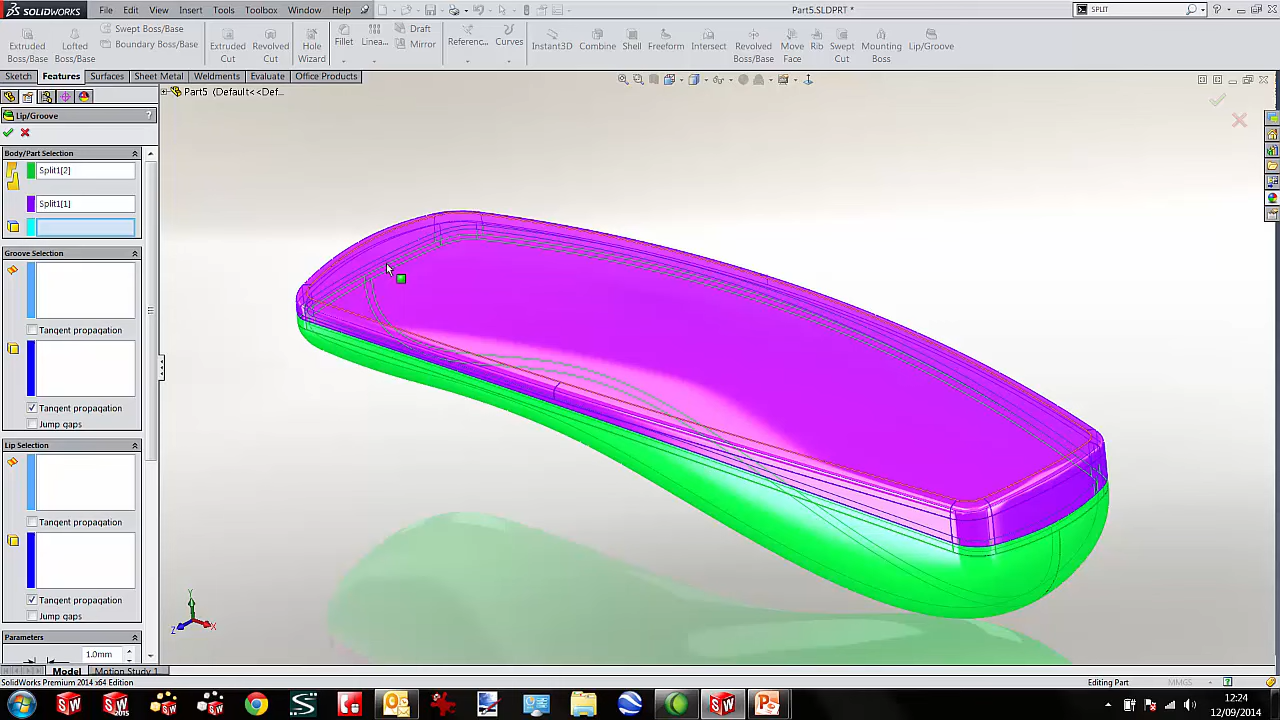 SOLIDWORKS File Edit View Insert Tools Toolbox Window Help Part5.SLDPRT * SPLIT
Extruded Boss/Base
Lofted Boss/Base
Swept Boss/Base
Boundary Boss/Base
Extruded Cut
Revolved Cut
Hole Wizard
Fillet
Linea...
Draft
Mirror
Referenc...
Curves
Instant3D
Combine
Shell
Freeform
Intersect
Revolved Boss/Base
Move Face
Rib
Swept Cut
Mounting Boss
Lip/Groove
Sketch Features Surfaces Sheet Metal Weldments Evaluate Office Products
Part5 (Default<<Def...
Lip/Groove ?
Body/Part Selection
Split1[2]
Split1[1]
Groove Selection
Tangent propagation
Tangent propagation
Jump gaps
Lip Selection
Tangent propagation
Tangent propagation
Jump gaps
Parameters
1.0mm
Y
Z X
Model Motion Study 1
SolidWorks Premium 2014 x64 Edition Editing Part MMGS
12:24
12/09/2014